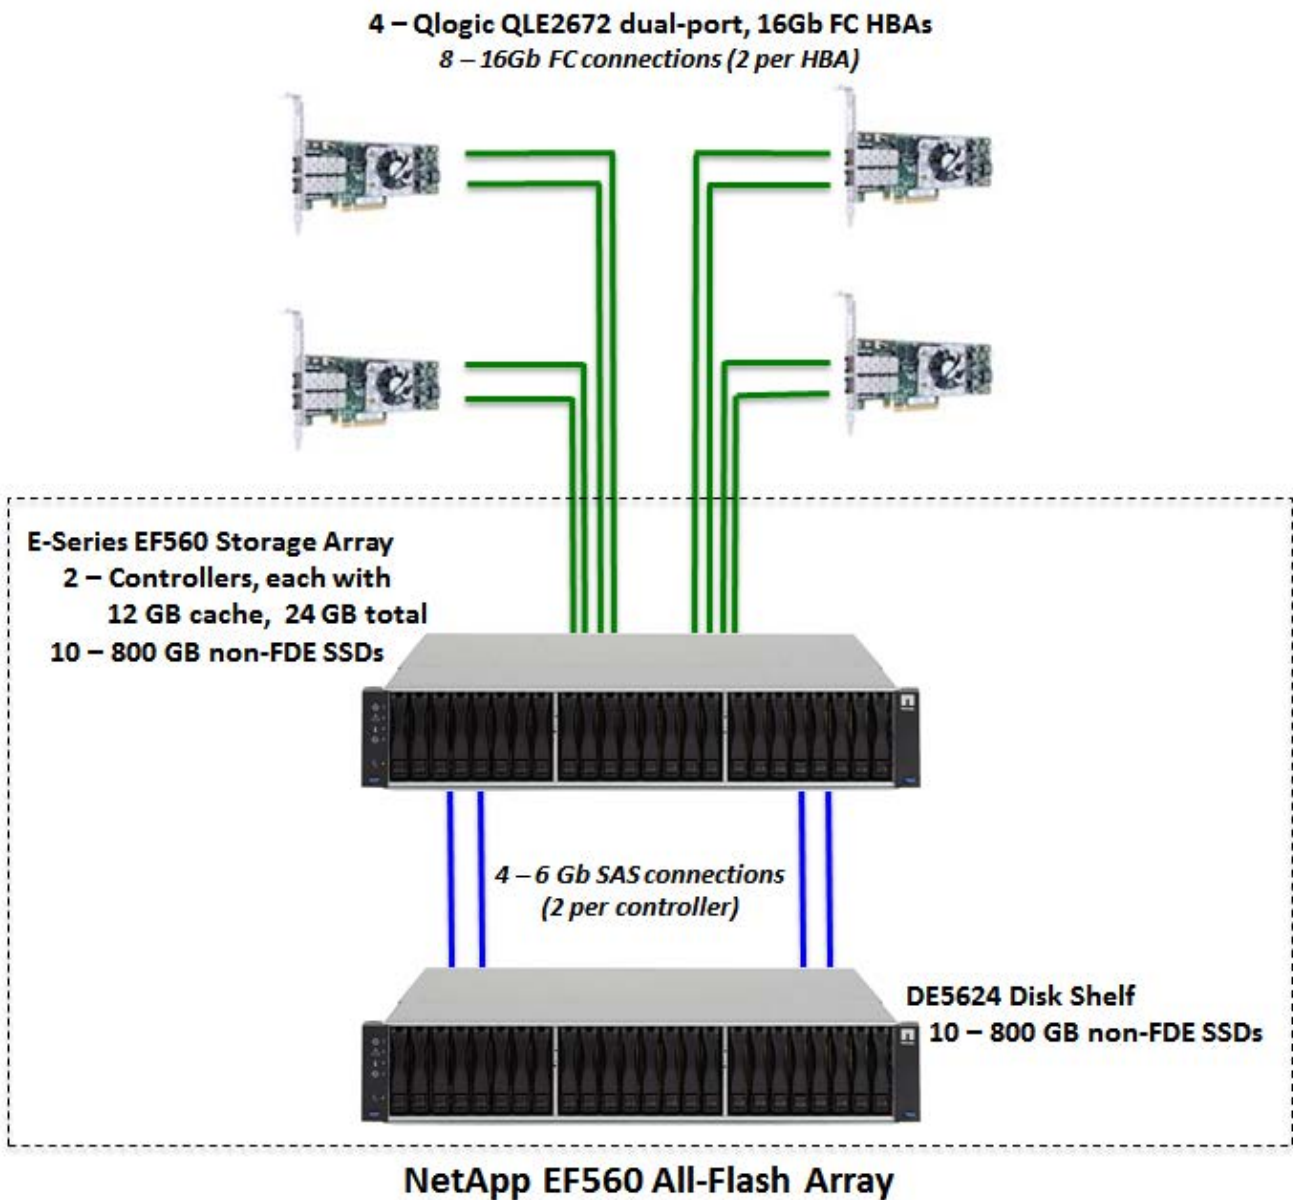 4 – Qlogic QLE2672 dual-port, 16Gb FC HBAs
8 – 16Gb FC connections (2 per HBA)
E-Series EF560 Storage Array
2 – Controllers, each with
12 GB cache, 24 GB total
10 – 800 GB non-FDE SSDs
4 – 6 Gb SAS connections
(2 per controller)
DE5624 Disk Shelf
10 – 800 GB non-FDE SSDs
NetApp EF560 All-Flash Array